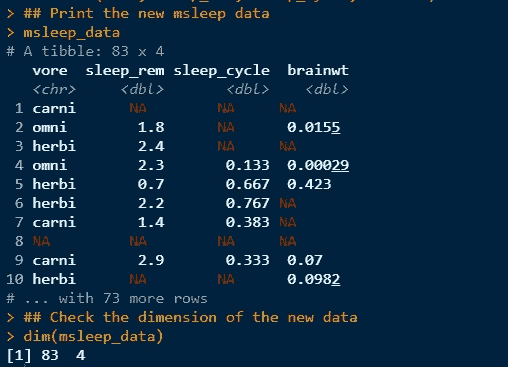 > ## Print the new msleep data
> msleep_data
# A tibble: 83 x 4
   vore  sleep_rem sleep_cycle  brainwt
   <chr>     <dbl>       <dbl>    <dbl>
 1 carni      NA        NA     NA
 2 omni        1.8      NA      0.0155
 3 herbi       2.4      NA     NA
 4 omni        2.3       0.133  0.00029
 5 herbi       0.7       0.667  0.423
 6 herbi       2.2       0.767 NA
 7 carni       1.4       0.383 NA
 8 NA         NA        NA     NA
 9 carni       2.9       0.333  0.07
10 herbi      NA        NA      0.0982
# ... with 73 more rows
> ## Check the dimension of the new data
> dim(msleep_data)
[1] 83  4